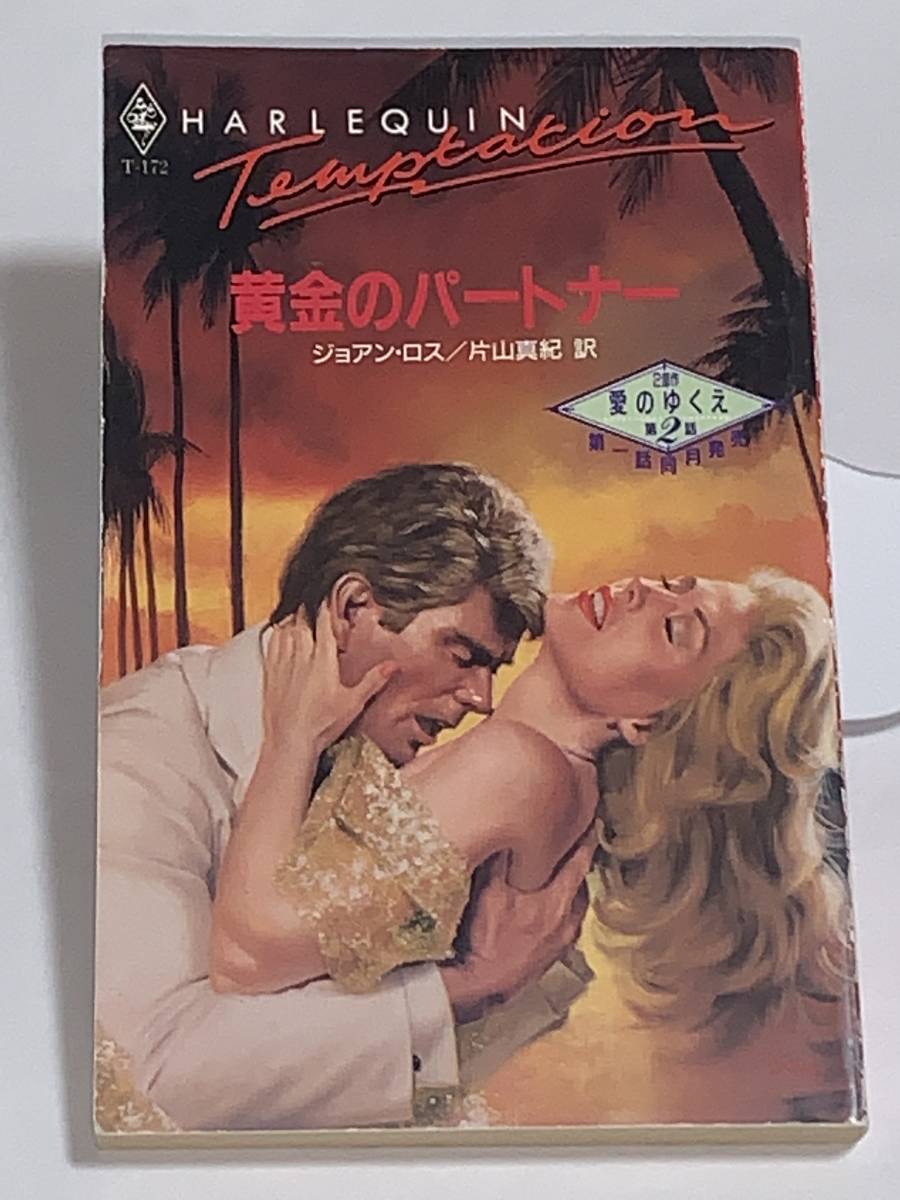 HARLEQUIN
Temptation
T-172
黄金のパートナー
ジョアン・ロス／片山真紀 訳
2部作
愛のゆくえ
第2話
第一話同月発売